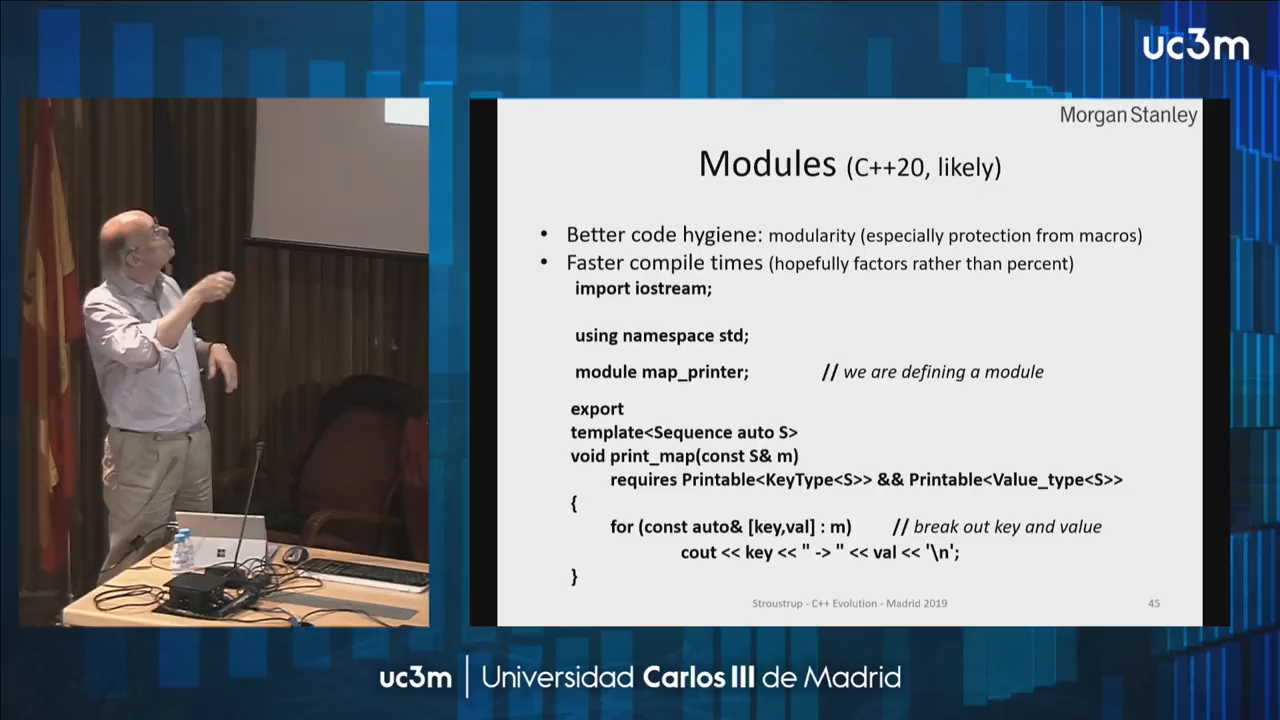 uc3m
Morgan Stanley
Modules (C++20, likely)
• Better code hygiene: modularity (especially protection from macros)
• Faster compile times (hopefully factors rather than percent)
import iostream;
using namespace std;
module map_printer; // we are defining a module
export
template<Sequence auto S>
void print_map(const S& m)
requires Printable<KeyType<S>> && Printable<Value_type<S>>
{
for (const auto& [key,val] : m) // break out key and value
cout << key << " -> " << val << '\n';
}
Stroustrup - C++ Evolution - Madrid 2019 45
uc3m | Universidad Carlos III de Madrid